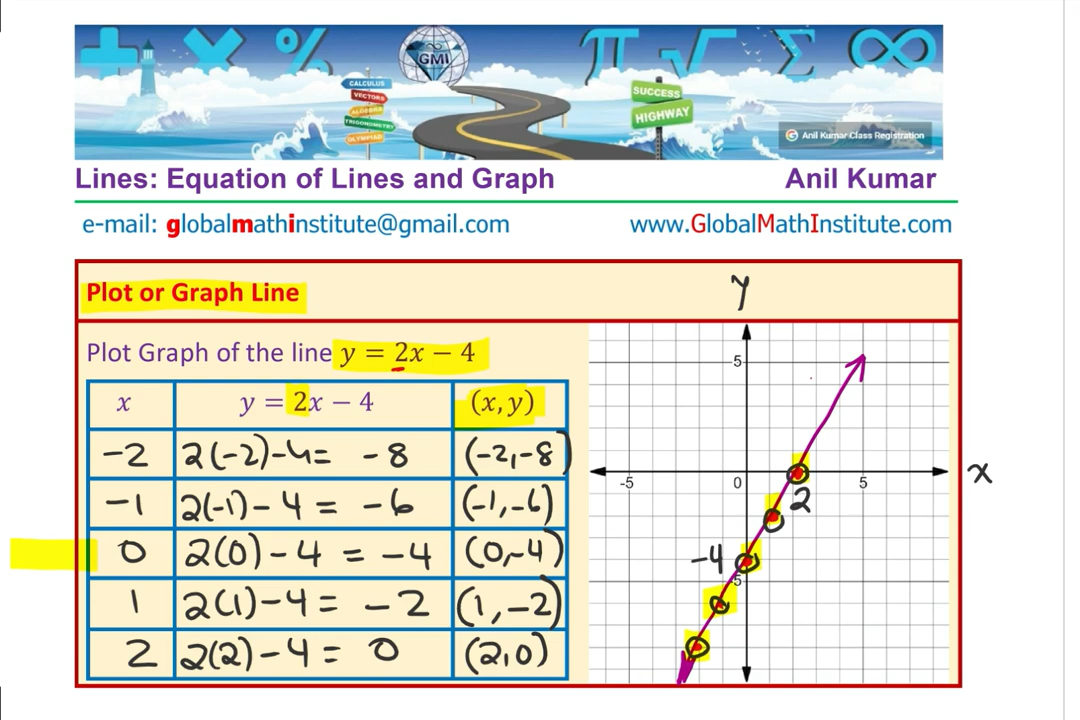 GMI
CALCULUS
VECTORS
ALGEBRA
TRIGONOMETRY
OLYMPIAD
SUCCESS
HIGHWAY
Anil Kumar Class Registration
Lines: Equation of Lines and Graph Anil Kumar
e-mail: globalmathinstitute@gmail.com www.GlobalMathInstitute.com
Plot or Graph Line
Plot Graph of the line y = 2x − 4
x y = 2x − 4 (x, y)
-2 2(-2)-4= -8 (-2,-8)
-1 2(-1)-4 = -6 (-1,-6)
0 2(0)-4 = -4 (0,-4)
1 2(1)-4= -2 (1,-2)
2 2(2)-4= 0 (2,0)
y
5
-5 0 5 x
2
-4
-5